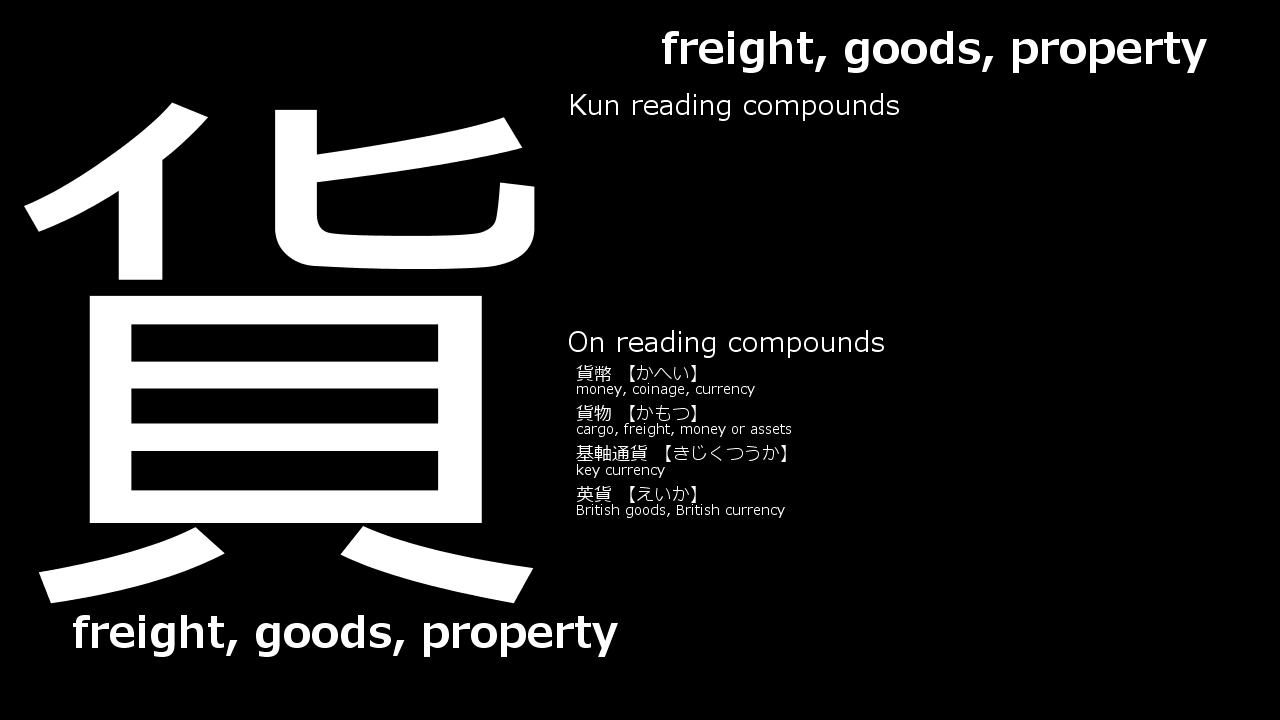 貨
freight, goods, property
freight, goods, property
Kun reading compounds
On reading compounds
貨幣 【かへい】
money, coinage, currency
貨物 【かもつ】
cargo, freight, money or assets
基軸通貨 【きじくつうか】
key currency
英貨 【えいか】
British goods, British currency